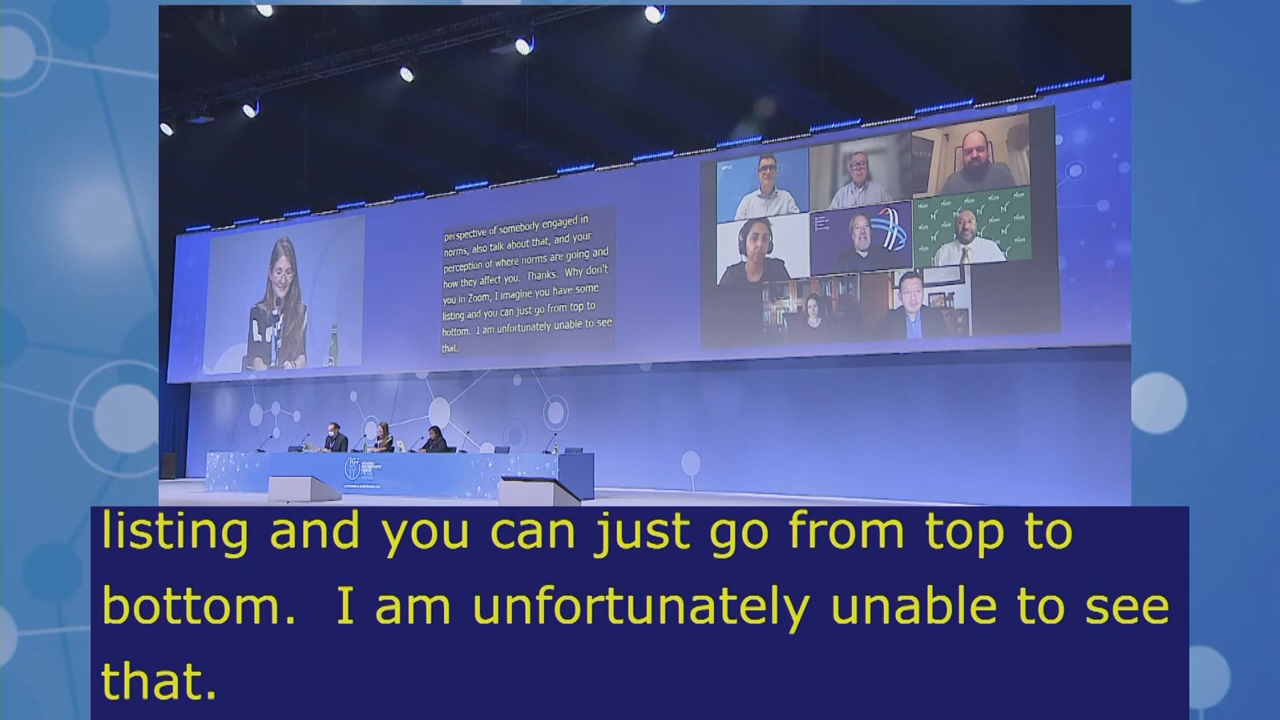 perspective of somebody engaged in
norms, also talk about that, and your
perception of where norms are going and
how they affect you.  Thanks.  Why don't
you in Zoom, I imagine you have some
listing and you can just go from top to
bottom.  I am unfortunately unable to see
that.
listing and you can just go from top to
bottom.  I am unfortunately unable to see
that.